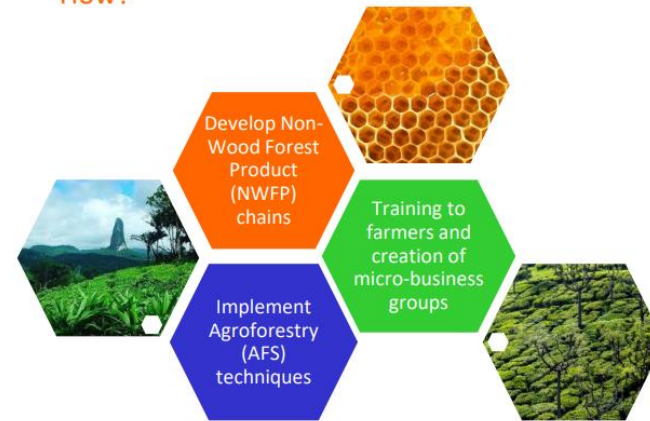 How?
Develop Non-
Wood Forest
Product
(NWFP)
chains
Training to
farmers and
creation of
micro-business
groups
Implement
Agroforestry
(AFS)
techniques